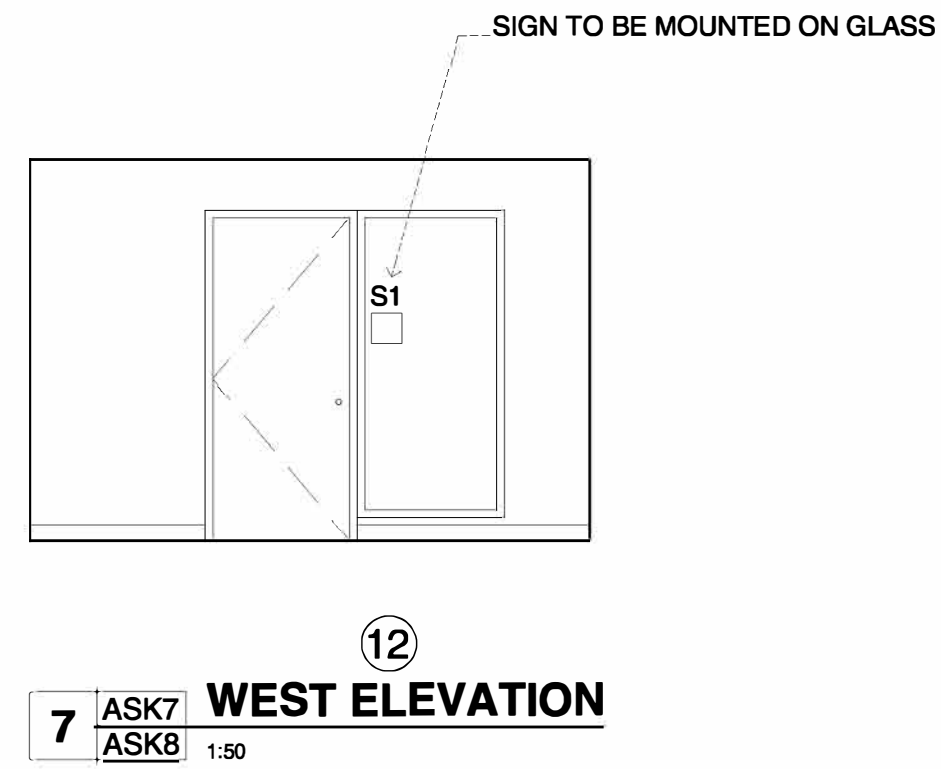 SIGN TO BE MOUNTED ON GLASS
S1
12
7
ASK7
WEST ELEVATION
ASK8
1:50